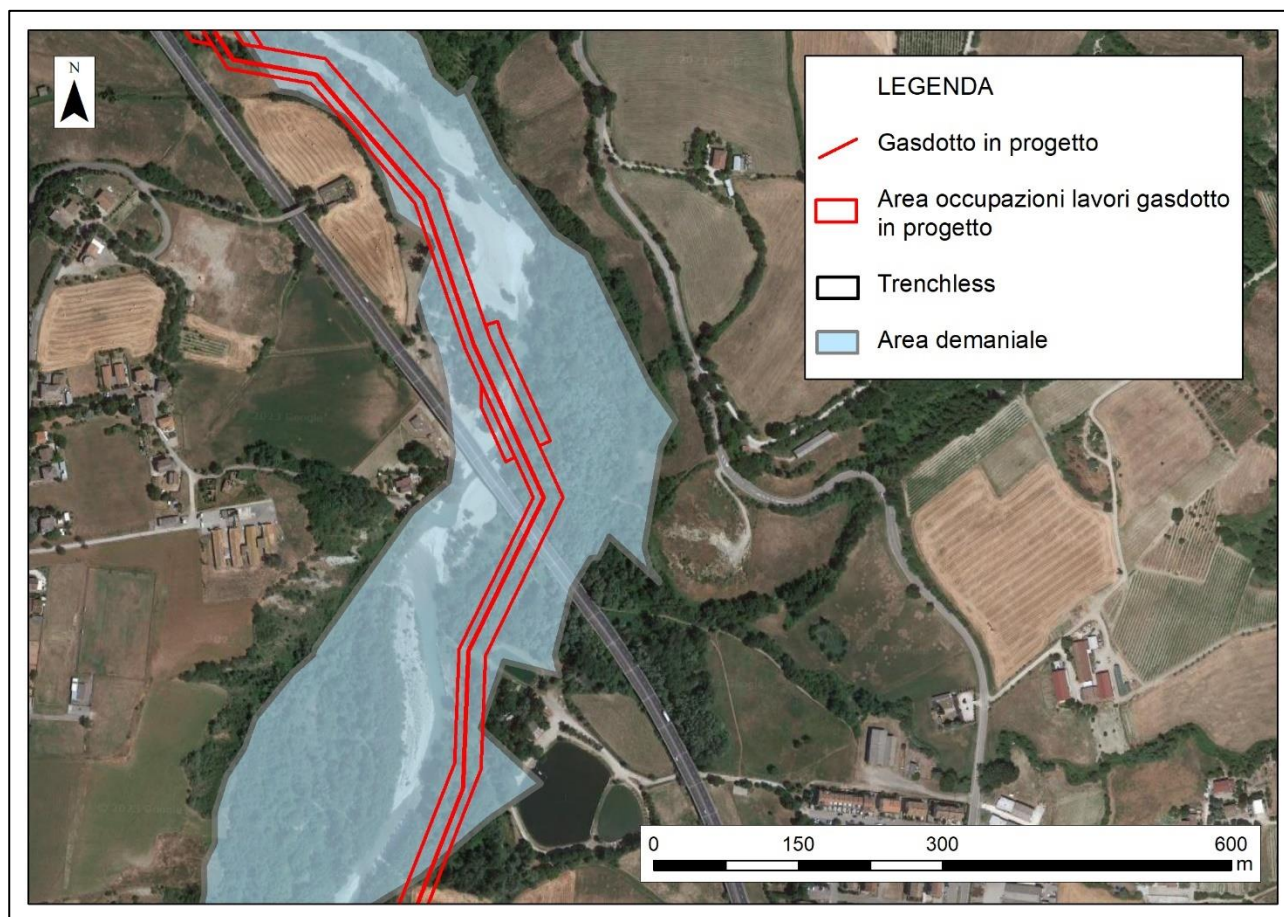 N
LEGENDA
Gasdotto in progetto
Area occupazioni lavori gasdotto
in progetto
Trenchless
Area demaniale
0 150 300 600
m